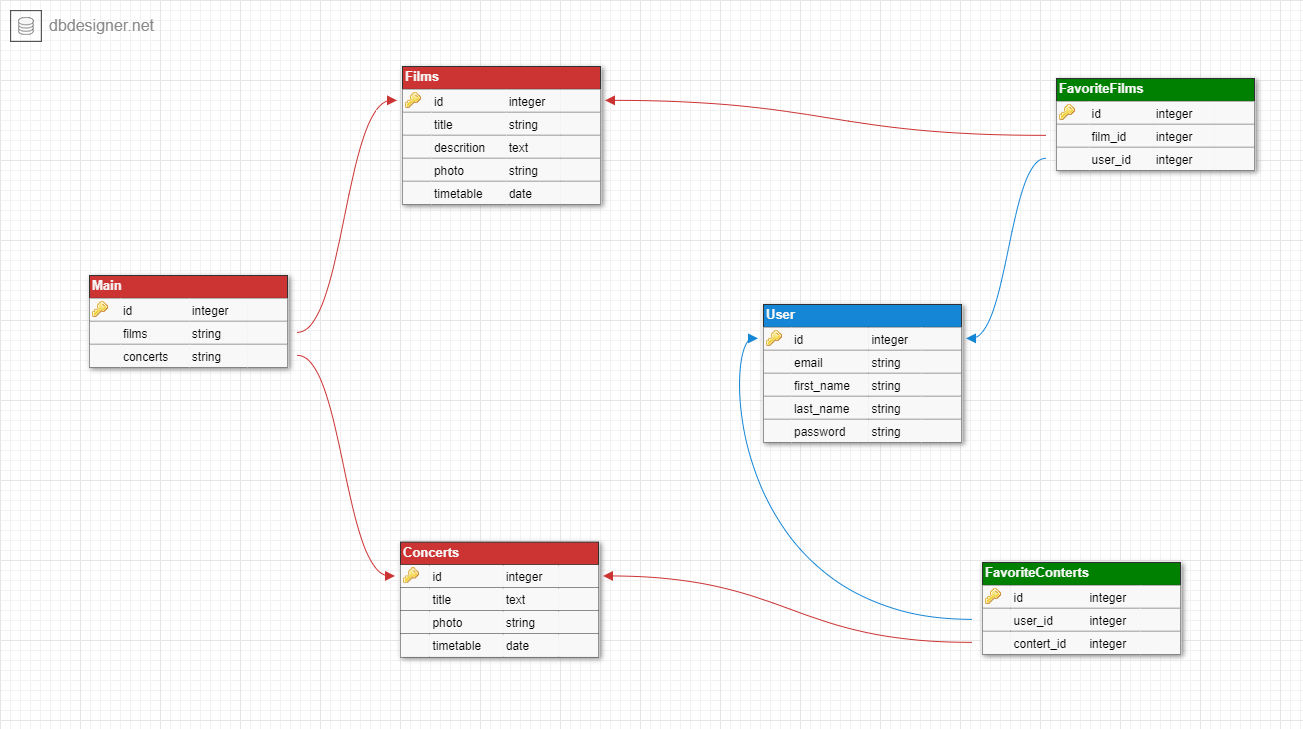 dbdesigner.net
Films
id integer
title string
descrition text
photo string
timetable date
FavoriteFilms
id integer
film_id integer
user_id integer
Main
id integer
films string
concerts string
User
id integer
email string
first_name string
last_name string
password string
Concerts
id integer
title text
photo string
timetable date
FavoriteConterts
id integer
user_id integer
contert_id integer